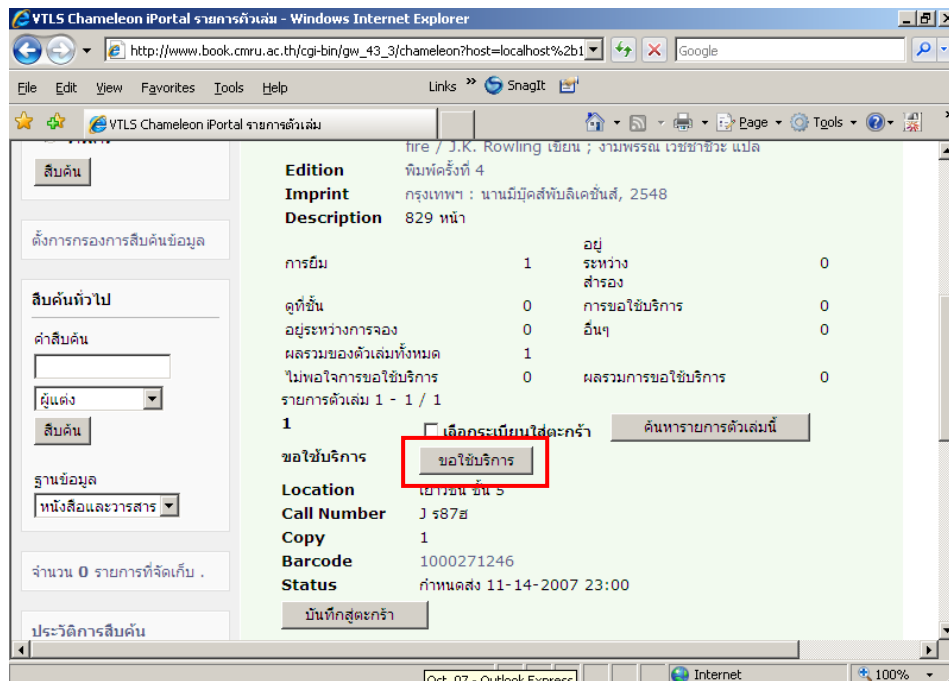 VTLS Chameleon iPortal รายการตัวเล่ม - Windows Internet Explorer
http://www.book.cmru.ac.th/cgi-bin/gw_43_3/chameleon?host=localhost%2b1
Google
File Edit View Favorites Tools Help
Links » SnagIt
VTLS Chameleon iPortal รายการตัวเล่ม
Page Tools
สืบค้น
ตั้งการกรองการสืบค้นข้อมูล
สืบค้นทั่วไป
คำสืบค้น
ผู้แต่ง
สืบค้น
ฐานข้อมูล
หนังสือและวารสาร
จำนวน 0 รายการที่จัดเก็บ .
ประวัติการสืบค้น
fire / J.K. Rowling เขียน ; งามพรรณ เวชชาชีวะ แปล
Edition พิมพ์ครั้งที่ 4
Imprint กรุงเทพฯ : นานมีบุ๊คส์พับลิเคชั่นส์, 2548
Description 829 หน้า
การยืม 1 อยู่ระหว่างสำรอง 0
ดูที่ชั้น 0 การขอใช้บริการ 0
อยู่ระหว่างการจอง 0 อื่นๆ 0
ผลรวมของตัวเล่มทั้งหมด 1
ไม่พอใจการขอใช้บริการ 0 ผลรวมการขอใช้บริการ 0
รายการตัวเล่ม 1 - 1 / 1
1 เลือกระเบียนใส่ตะกร้า ค้นหารายการตัวเล่มนี้
ขอใช้บริการ ขอใช้บริการ
Location เยาวชน ชั้น 5
Call Number J ร87ฮ
Copy 1
Barcode 1000271246
Status กำหนดส่ง 11-14-2007 23:00
บันทึกสู่ตะกร้า
Oct. 07 - Outlook Express
Internet 100%